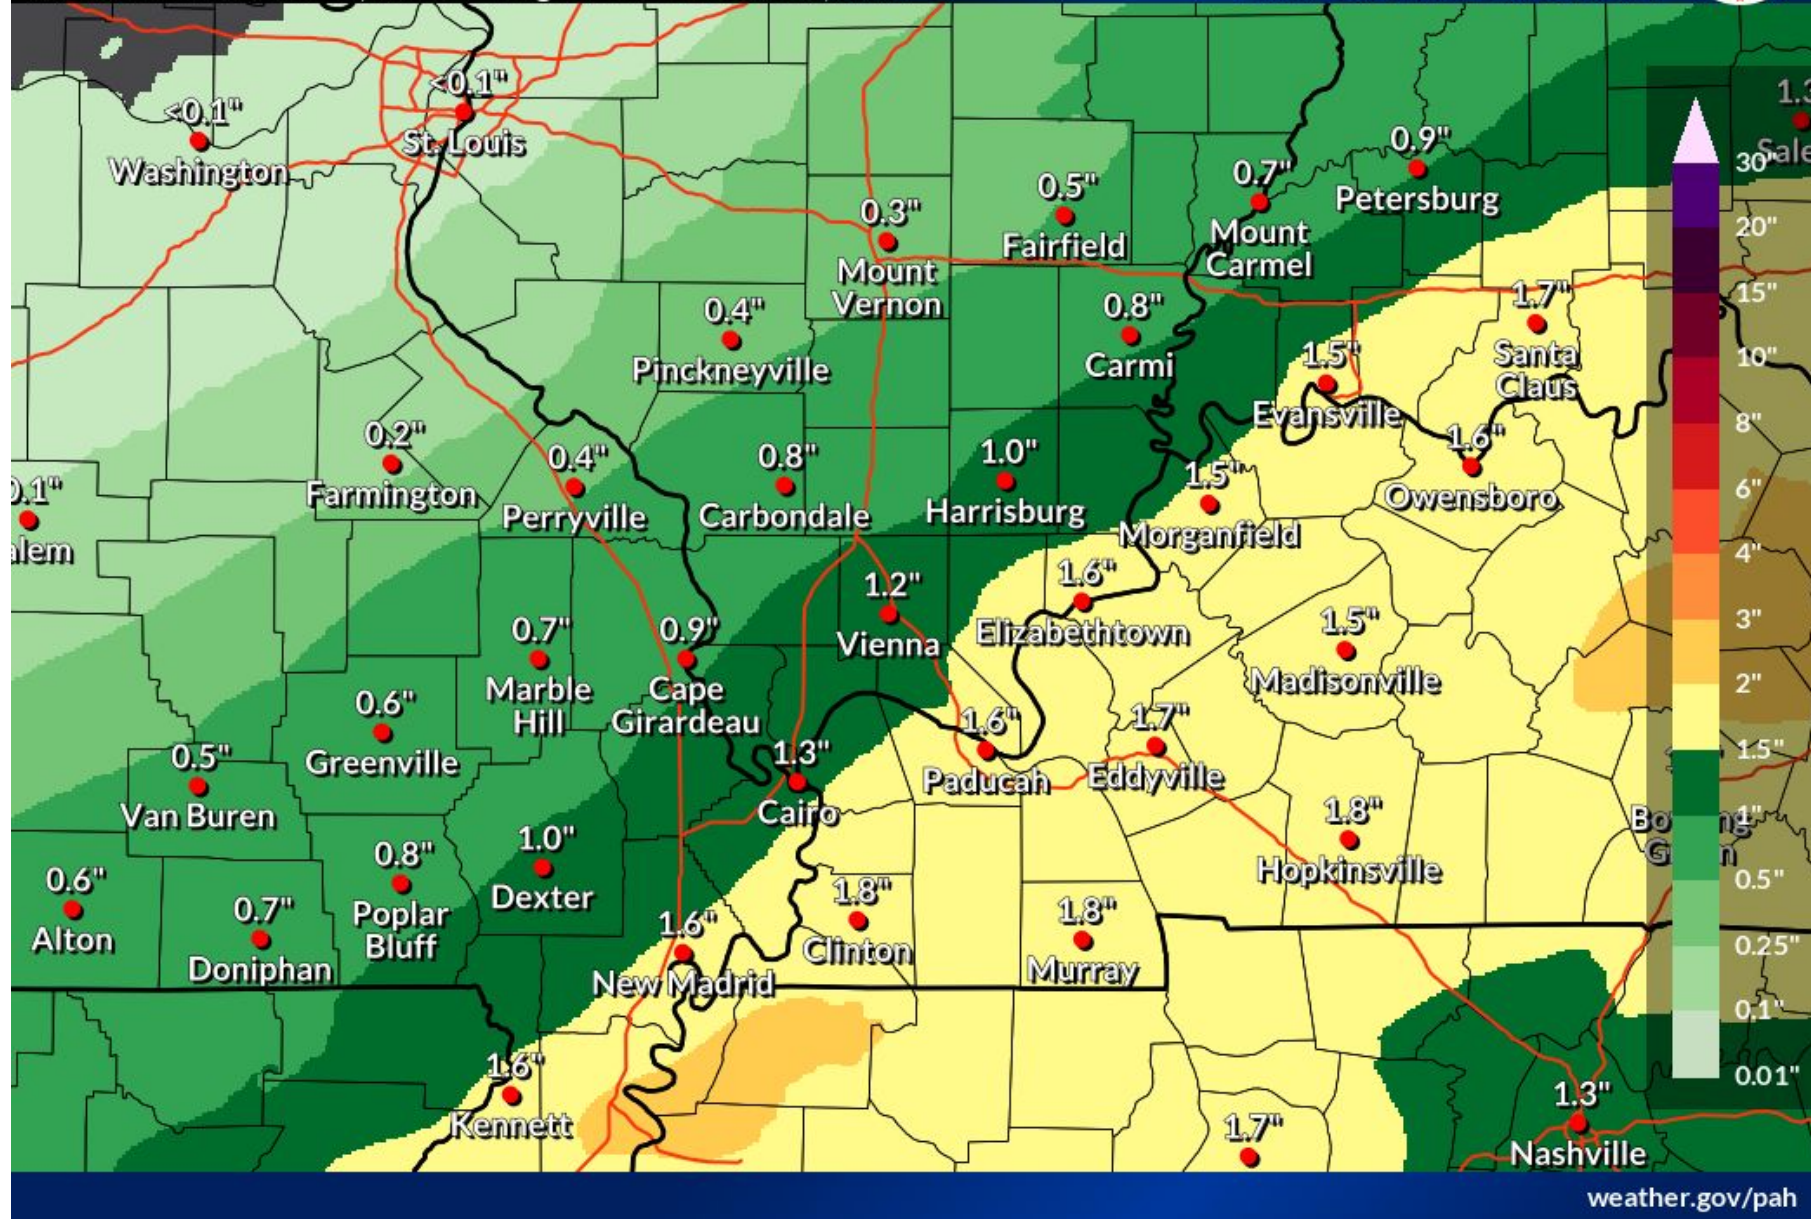 <0.1"
St. Louis
<0.1"
Washington
0.9"
Petersburg
0.7"
Mount
Carmel
0.5"
Fairfield
0.3"
Mount
Vernon
0.4"
Pinckneyville
0.8"
Carmi
1.7"
Santa
Claus
1.5"
Evansville
1.6"
Owensboro
0.2"
Farmington
0.4"
Perryville
0.8"
Carbondale
1.0"
Harrisburg
1.5"
Morganfield
1.2"
Vienna
1.6"
Elizabethtown
1.5"
Madisonville
0.7"
Marble
Hill
0.9"
Cape
Girardeau
0.6"
Greenville
0.5"
Van Buren
1.3"
Cairo
1.6"
Paducah
1.7"
Eddyville
1.8"
Hopkinsville
0.6"
Alton
0.7"
Doniphan
0.8"
Poplar
Bluff
1.0"
Dexter
1.6"
New Madrid
1.8"
Clinton
1.8"
Murray
1.6"
Kennett
1.7"
1.3"
Nashville
30"
20"
15"
10"
8"
6"
4"
3"
2"
1.5"
1"
0.5"
0.25"
0.1"
0.01"
weather.gov/pah